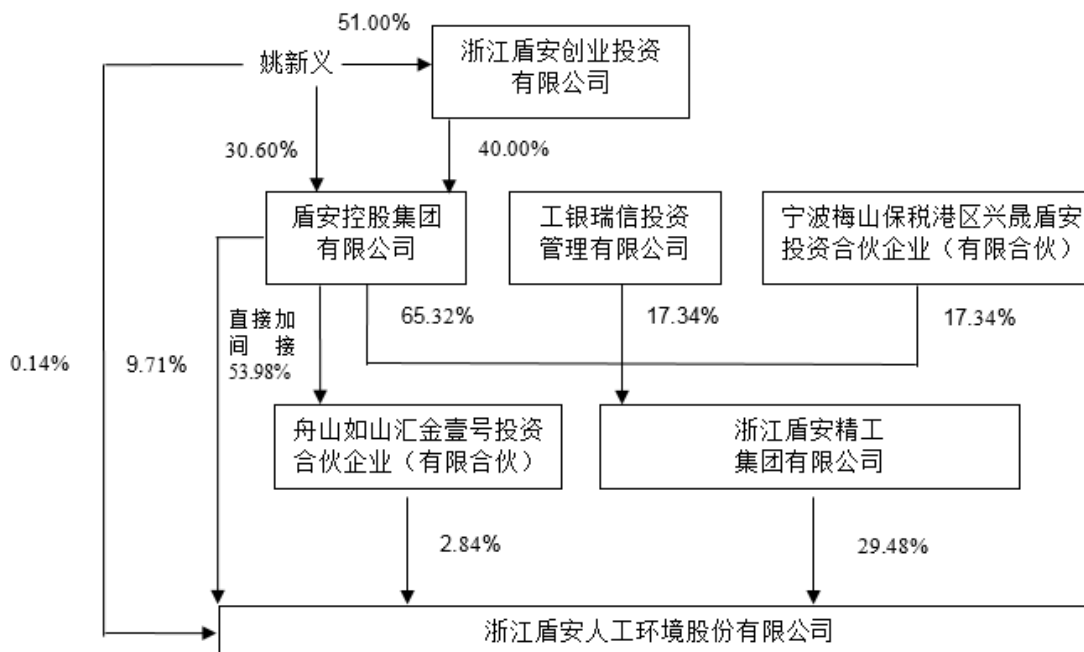 51.00%
姚新义
浙江盾安创业投资
有限公司
30.60%
40.00%
盾安控股集团
有限公司
工银瑞信投资
管理有限公司
宁波梅山保税港区兴晟盾安
投资合伙企业（有限合伙）
直接加
间 接
53.98%
65.32%
17.34%
17.34%
0.14%
9.71%
舟山如山汇金壹号投资
合伙企业（有限合伙）
浙江盾安精工
集团有限公司
2.84%
29.48%
浙江盾安人工环境股份有限公司